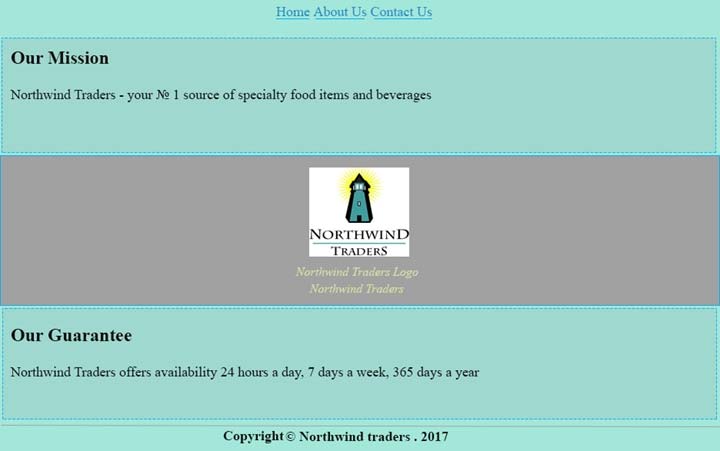 Home About Us Contact Us
Our Mission
Northwind Traders - your № 1 source of specialty food items and beverages
NORTHWIND
TRADERS
Northwind Traders Logo
Northwind Traders
Our Guarantee
Northwind Traders offers availability 24 hours a day, 7 days a week, 365 days a year
Copyright © Northwind traders . 2017